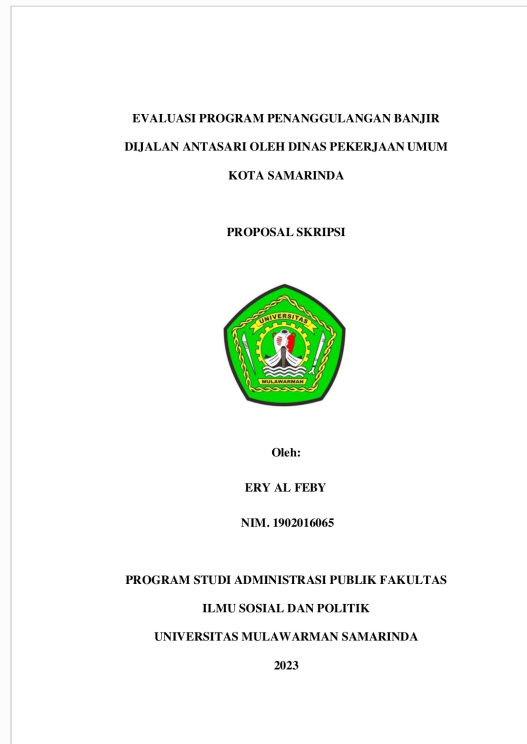 EVALUASI PROGRAM PENANGGULANGAN BANJIR
DIJALAN ANTASARI OLEH DINAS PEKERJAAN UMUM
KOTA SAMARINDA
PROPOSAL SKRIPSI
UNIVERSITAS
MULAWARMAN
Oleh:
ERY AL FEBY
NIM. 1902016065
PROGRAM STUDI ADMINISTRASI PUBLIK FAKULTAS
ILMU SOSIAL DAN POLITIK
UNIVERSITAS MULAWARMAN SAMARINDA
2023